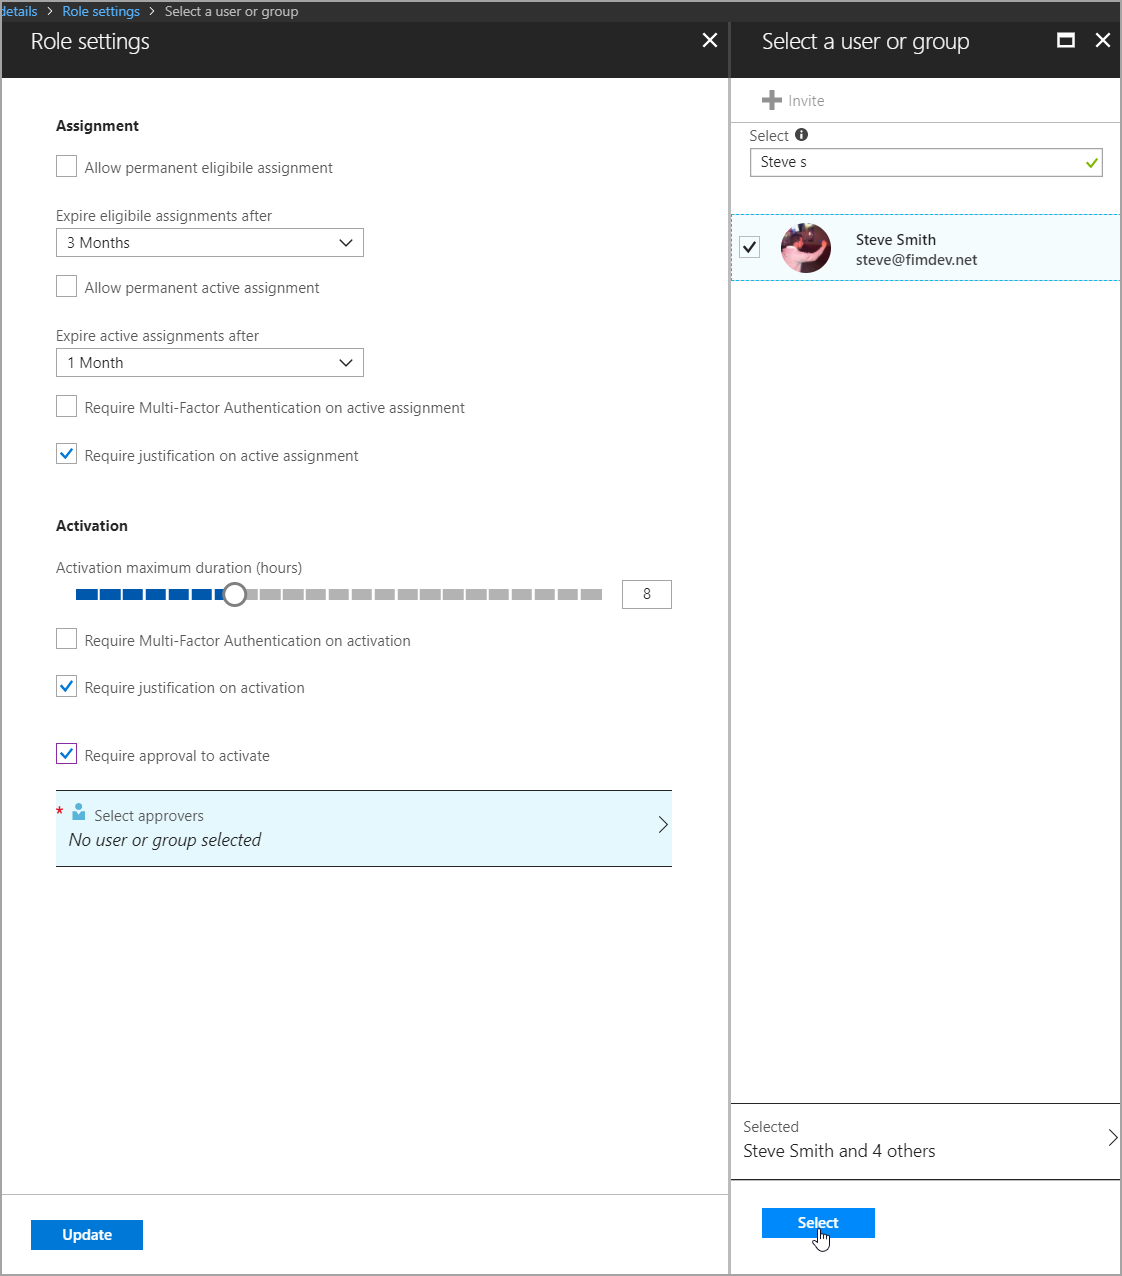 details > Role settings > Select a user or group
Role settings
Assignment
Allow permanent eligibile assignment
Expire eligibile assignments after
3 Months
Allow permanent active assignment
Expire active assignments after
1 Month
Require Multi-Factor Authentication on active assignment
Require justification on active assignment
Activation
Activation maximum duration (hours)
8
Require Multi-Factor Authentication on activation
Require justification on activation
Require approval to activate
* Select approvers
No user or group selected
Update
Select a user or group
Invite
Select
Steve s
Steve Smith
steve@fimdev.net
Selected
Steve Smith and 4 others
Select